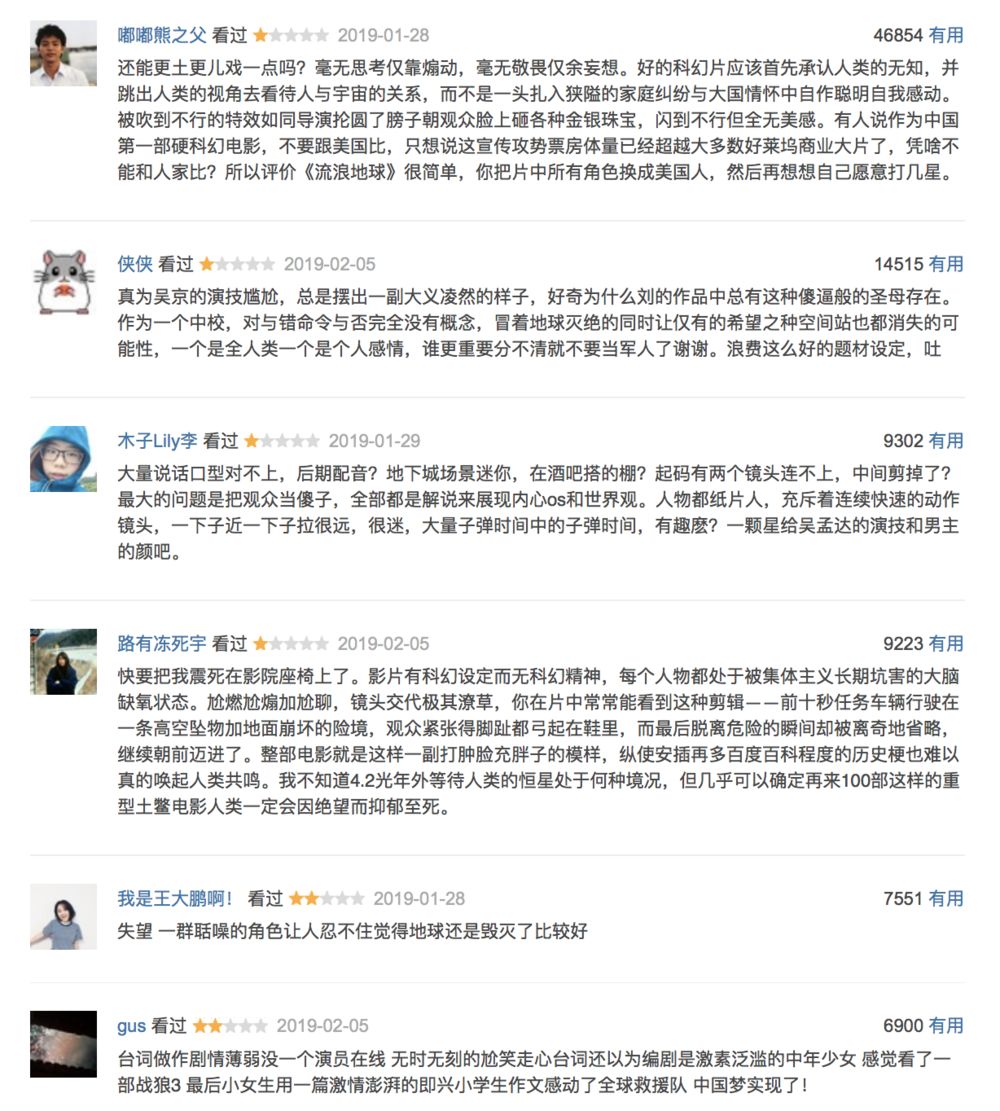 嘟嘟熊之父 看过 2019-01-28 46854 有用
还能更土更儿戏一点吗？毫无思考仅靠煽动，毫无敬畏仅余妄想。好的科幻片应该首先承认人类的无知，并
跳出人类的视角去看待人与宇宙的关系，而不是一头扎入狭隘的家庭纠纷与大国情怀中自作聪明自我感动。
被吹到不行的特效如同导演抡圆了膀子朝观众脸上砸各种金银珠宝，闪到不行但全无美感。有人说作为中国
第一部硬科幻电影，不要跟美国比，只想说这宣传攻势票房体量已经超越大多数好莱坞商业大片了，凭啥不
能和人家比？所以评价《流浪地球》很简单，你把片中所有角色换成美国人，然后再想想自己愿意打几星。
侠侠 看过 2019-02-05 14515 有用
真为吴京的演技尴尬，总是摆出一副大义凌然的样子，好奇为什么刘的作品中总有这种傻逼般的圣母存在。
作为一个中校，对与错命令与否完全没有概念，冒着地球灭绝的同时让仅有的希望之种空间站也都消失的可
能性，一个是全人类一个是个人感情，谁更重要分不清就不要当军人了谢谢。浪费这么好的题材设定，吐
木子Lily李 看过 2019-01-29 9302 有用
大量说话口型对不上，后期配音？地下城场景迷你，在酒吧搭的棚？起码有两个镜头连不上，中间剪掉了？
最大的问题是把观众当傻子，全部都是解说来展现内心os和世界观。人物都纸片人，充斥着连续快速的动作
镜头，一下子近一下子拉很远，很迷，大量子弹时间中的子弹时间，有趣麽？一颗星给吴孟达的演技和男主
的颜吧。
路有冻死宇 看过 2019-02-05 9223 有用
快要把我震死在影院座椅上了。影片有科幻设定而无科幻精神，每个人物都处于被集体主义长期坑害的大脑
缺氧状态。尬燃尬煽加尬聊，镜头交代极其潦草，你在片中常常能看到这种剪辑——前十秒任务车辆行驶在
一条高空坠物加地面崩坏的险境，观众紧张得脚趾都弓起在鞋里，而最后脱离危险的瞬间却被离奇地省略，
继续朝前迈进了。整部电影就是这样一副打肿脸充胖子的模样，纵使安插再多百度百科程度的历史梗也难以
真的唤起人类共鸣。我不知道4.2光年外等待人类的恒星处于何种境况，但几乎可以确定再来100部这样的重
型土鳖电影人类一定会因绝望而抑郁至死。
我是王大鹏啊！ 看过 2019-01-28 7551 有用
失望 一群聒噪的角色让人忍不住觉得地球还是毁灭了比较好
gus 看过 2019-02-05 6900 有用
台词做作剧情薄弱没一个演员在线 无时无刻的尬笑走心台词还以为编剧是激素泛滥的中年少女 感觉看了一
部战狼3 最后小女生用一篇激情澎湃的即兴小学生作文感动了全球救援队 中国梦实现了！